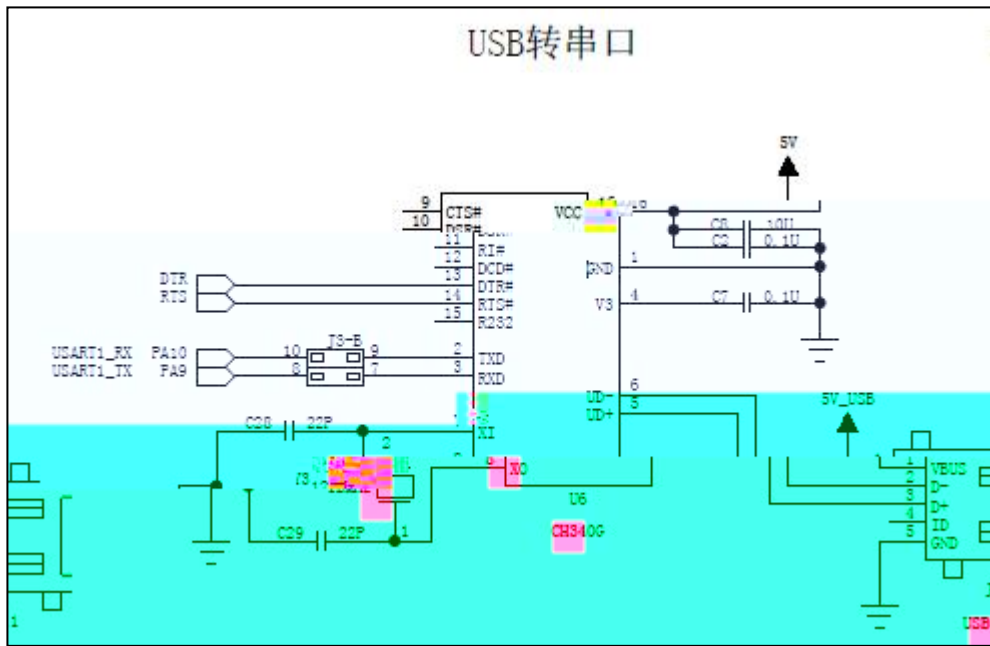 USB转串口
5V
9 CTS# VCC
10
C8 10U
11 RI#
C2 0.1U
12 DCD# GND 1
DTR 13 DTR#
RTS 14 RTS# V3 4 C7 0.1U
15 R232
J3-B
USART1_RX PA10 10 9 2 TXD
USART1_TX PA9 8 7 3 RXD
UD- 6
UD+ 5
5V_USB
C28 22P XI
2
XO
1 VBUS
2 D-
3 D+
4 ID
5 GND
U6
C29 22P 1
CH340G
1
USB